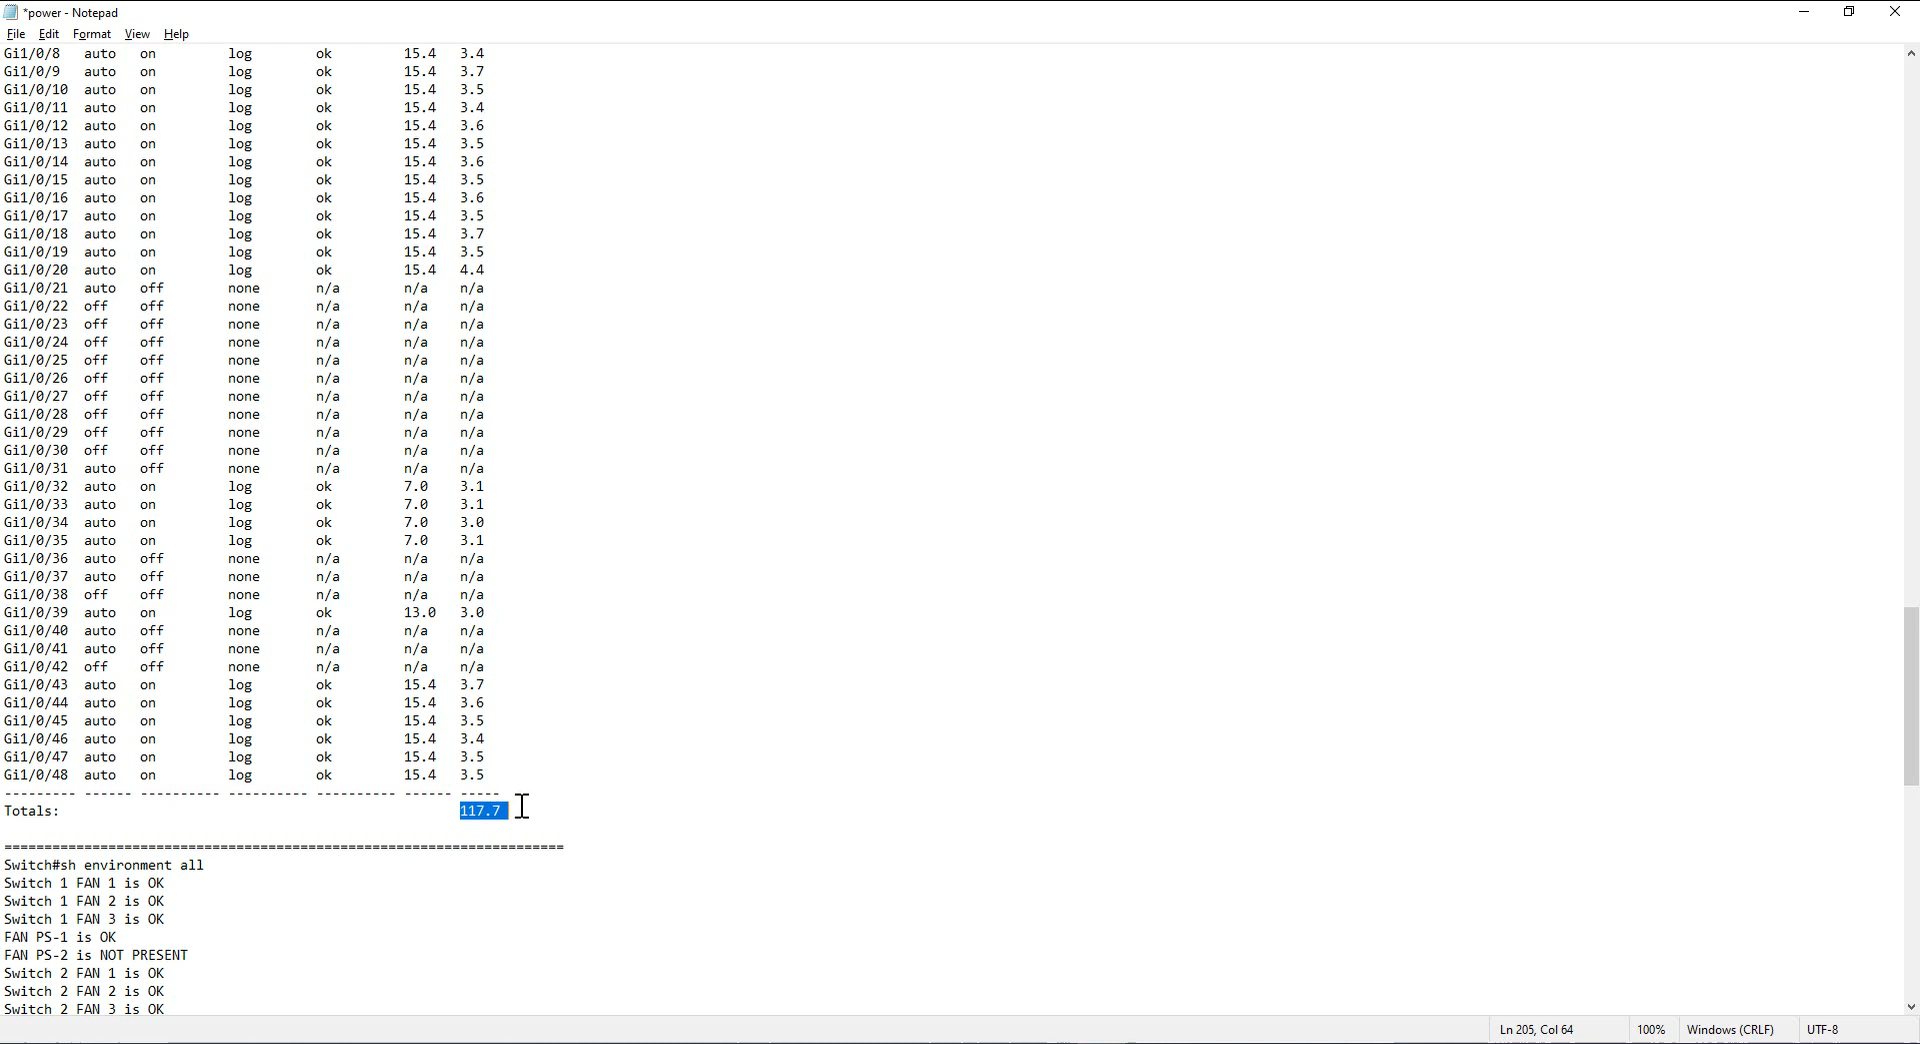 *power - Notepad
File Edit Format View Help
Gi1/0/8 auto on log ok 15.4 3.4
Gi1/0/9 auto on log ok 15.4 3.7
Gi1/0/10 auto on log ok 15.4 3.5
Gi1/0/11 auto on log ok 15.4 3.4
Gi1/0/12 auto on log ok 15.4 3.6
Gi1/0/13 auto on log ok 15.4 3.5
Gi1/0/14 auto on log ok 15.4 3.6
Gi1/0/15 auto on log ok 15.4 3.5
Gi1/0/16 auto on log ok 15.4 3.6
Gi1/0/17 auto on log ok 15.4 3.5
Gi1/0/18 auto on log ok 15.4 3.7
Gi1/0/19 auto on log ok 15.4 3.5
Gi1/0/20 auto on log ok 15.4 4.4
Gi1/0/21 auto off none n/a n/a n/a
Gi1/0/22 off off none n/a n/a n/a
Gi1/0/23 off off none n/a n/a n/a
Gi1/0/24 off off none n/a n/a n/a
Gi1/0/25 off off none n/a n/a n/a
Gi1/0/26 off off none n/a n/a n/a
Gi1/0/27 off off none n/a n/a n/a
Gi1/0/28 off off none n/a n/a n/a
Gi1/0/29 off off none n/a n/a n/a
Gi1/0/30 off off none n/a n/a n/a
Gi1/0/31 auto off none n/a n/a n/a
Gi1/0/32 auto on log ok 7.0 3.1
Gi1/0/33 auto on log ok 7.0 3.1
Gi1/0/34 auto on log ok 7.0 3.0
Gi1/0/35 auto on log ok 7.0 3.1
Gi1/0/36 auto off none n/a n/a n/a
Gi1/0/37 auto off none n/a n/a n/a
Gi1/0/38 off off none n/a n/a n/a
Gi1/0/39 auto on log ok 13.0 3.0
Gi1/0/40 auto off none n/a n/a n/a
Gi1/0/41 auto off none n/a n/a n/a
Gi1/0/42 off off none n/a n/a n/a
Gi1/0/43 auto on log ok 15.4 3.7
Gi1/0/44 auto on log ok 15.4 3.6
Gi1/0/45 auto on log ok 15.4 3.5
Gi1/0/46 auto on log ok 15.4 3.4
Gi1/0/47 auto on log ok 15.4 3.5
Gi1/0/48 auto on log ok 15.4 3.5
--------- ------ ---------- ---------- ---------- ------ -----
Totals: 117.7
======================================================================
Switch#sh environment all
Switch 1 FAN 1 is OK
Switch 1 FAN 2 is OK
Switch 1 FAN 3 is OK
FAN PS-1 is OK
FAN PS-2 is NOT PRESENT
Switch 2 FAN 1 is OK
Switch 2 FAN 2 is OK
Switch 2 FAN 3 is OK
Ln 205, Col 64 100% Windows (CRLF) UTF-8